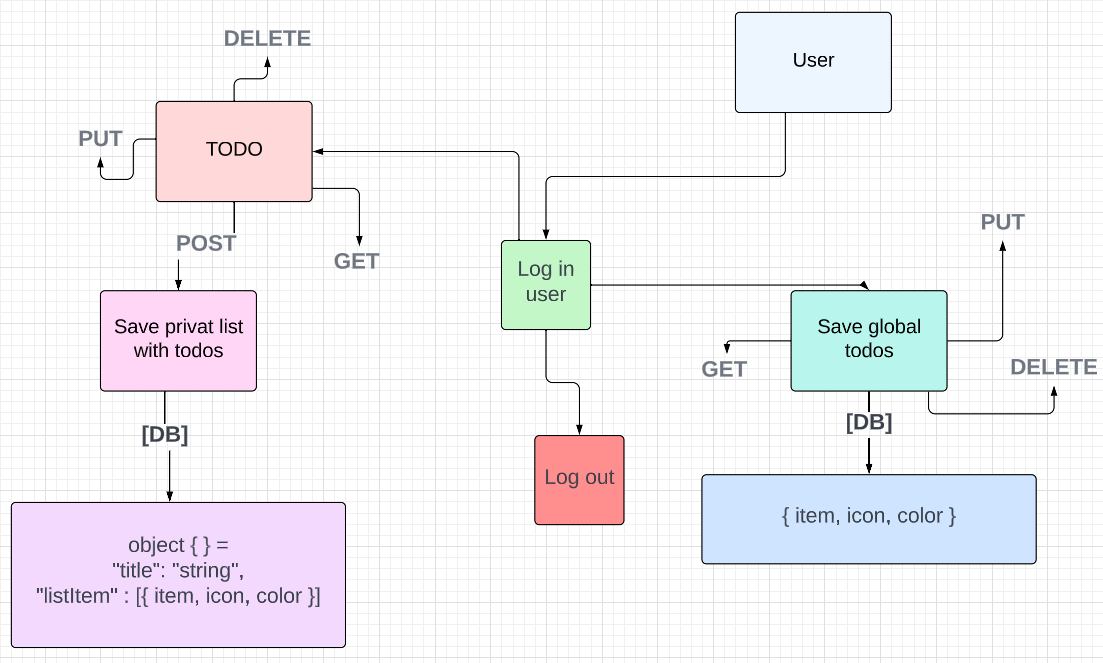 DELETE
User
PUT
TODO
POST
GET
PUT
Log in
user
Save privat list
with todos
Save global
todos
GET
DELETE
[DB]
[DB]
Log out
{ item, icon, color }
object { } =
"title": "string",
"listItem" : [{ item, icon, color }]